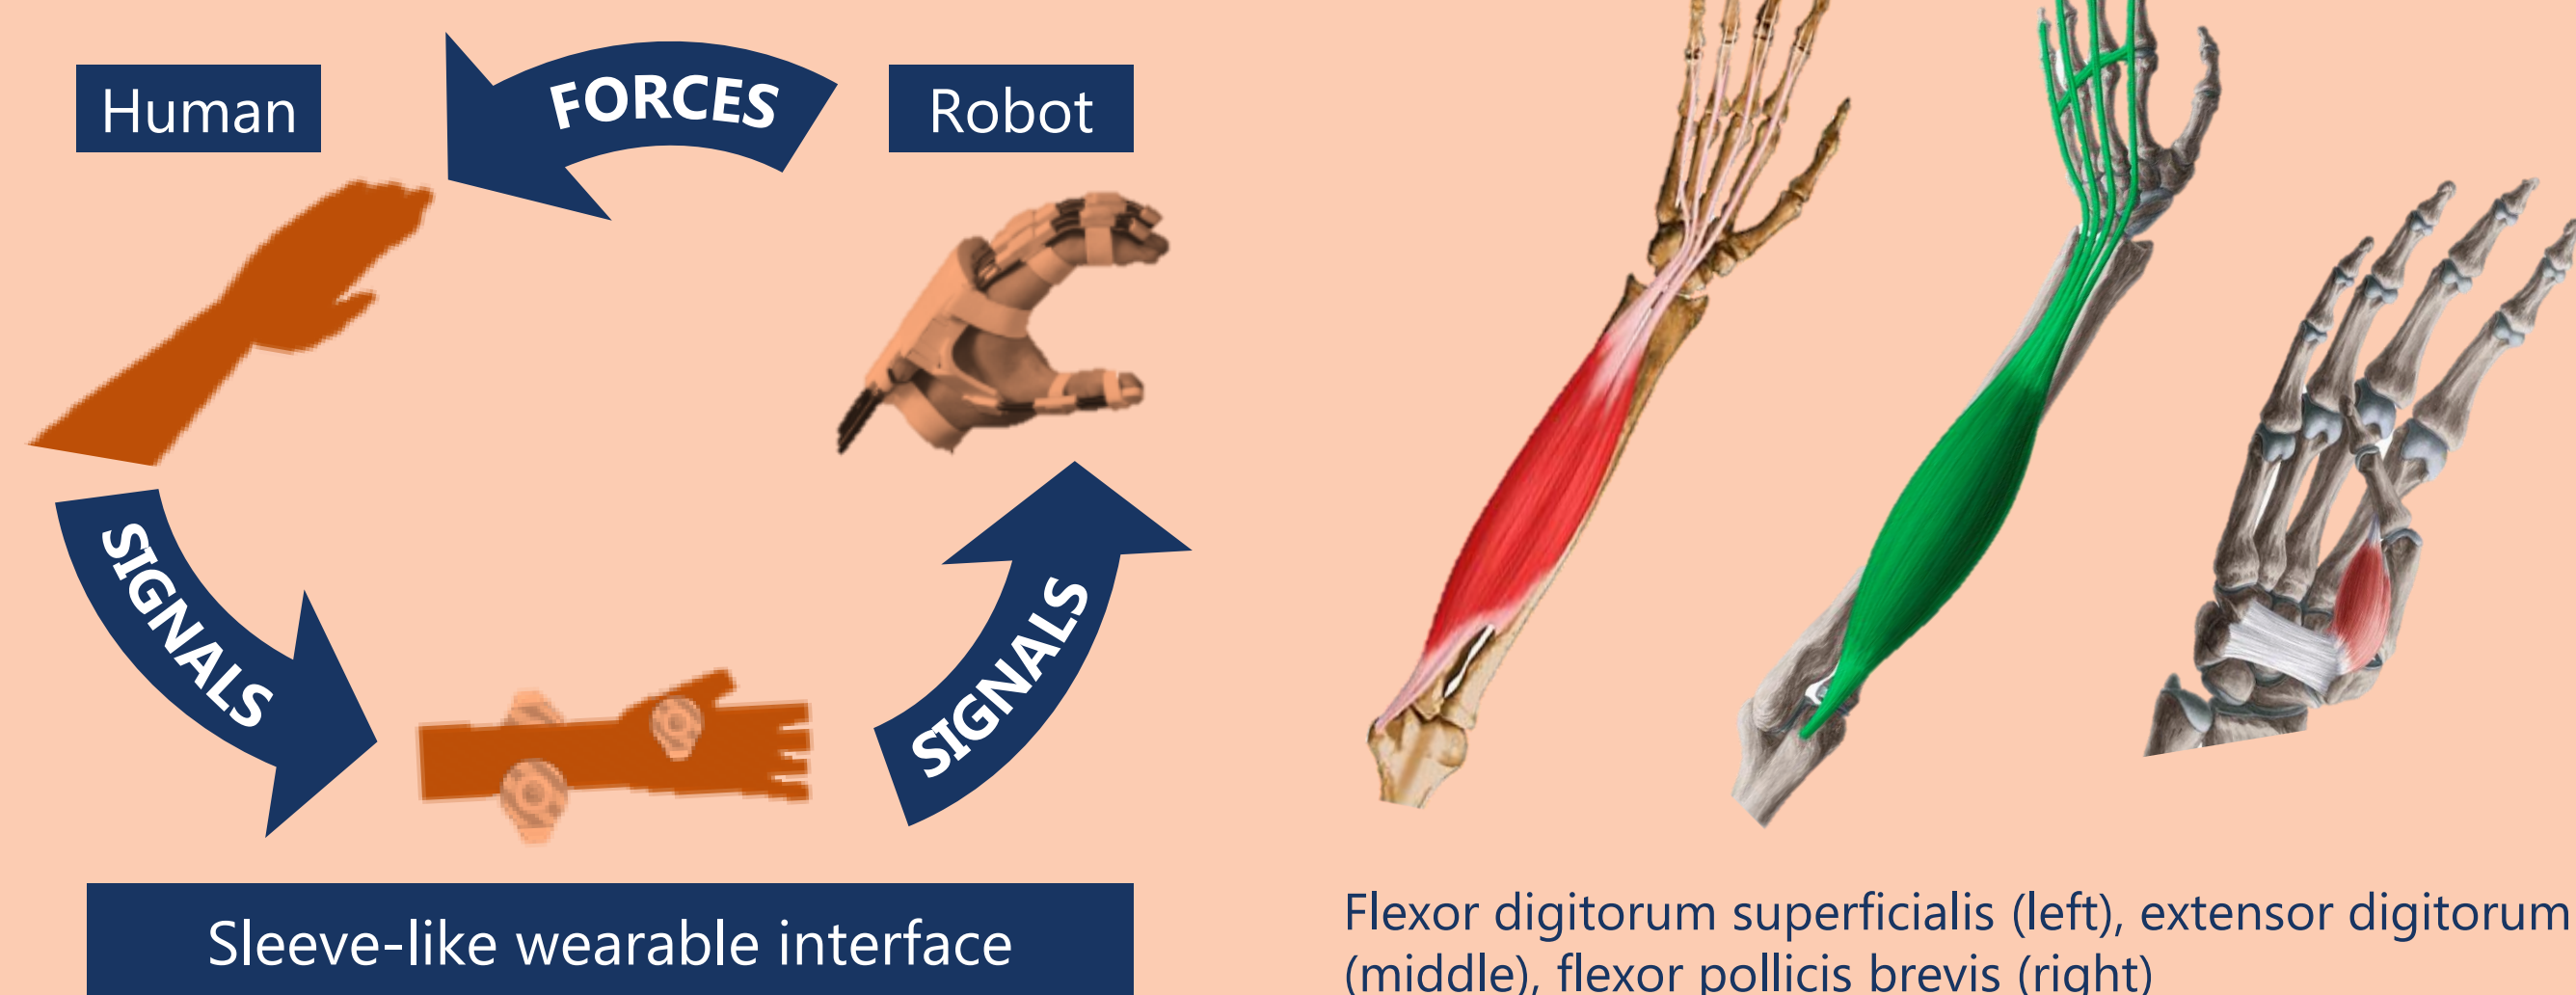 Human
FORCES
Robot
SIGNALS
SIGNALS
Sleeve-like wearable interface
Flexor digitorum superficialis (left), extensor digitorum
(middle), flexor pollicis brevis (right)